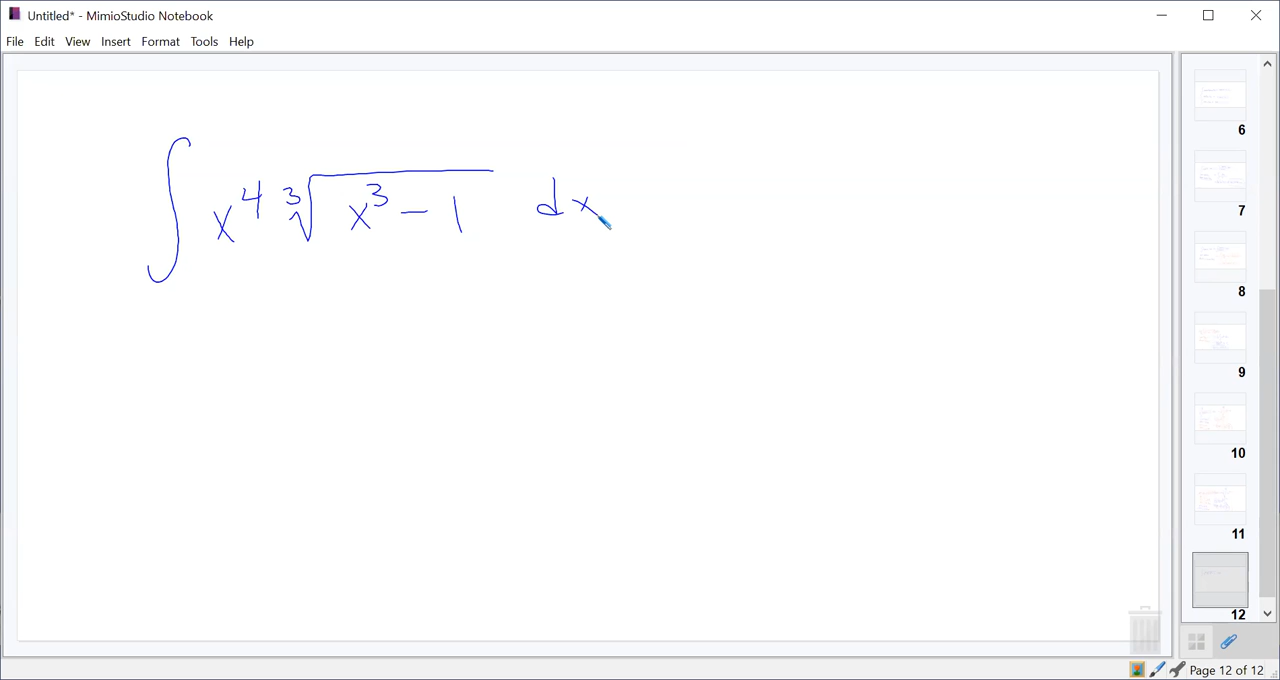 Untitled* - MimioStudio Notebook
File Edit View Insert Format Tools Help
∫ x⁴ ∛(x³ − 1) dx
6
7
8
9
10
11
12
Page 12 of 12